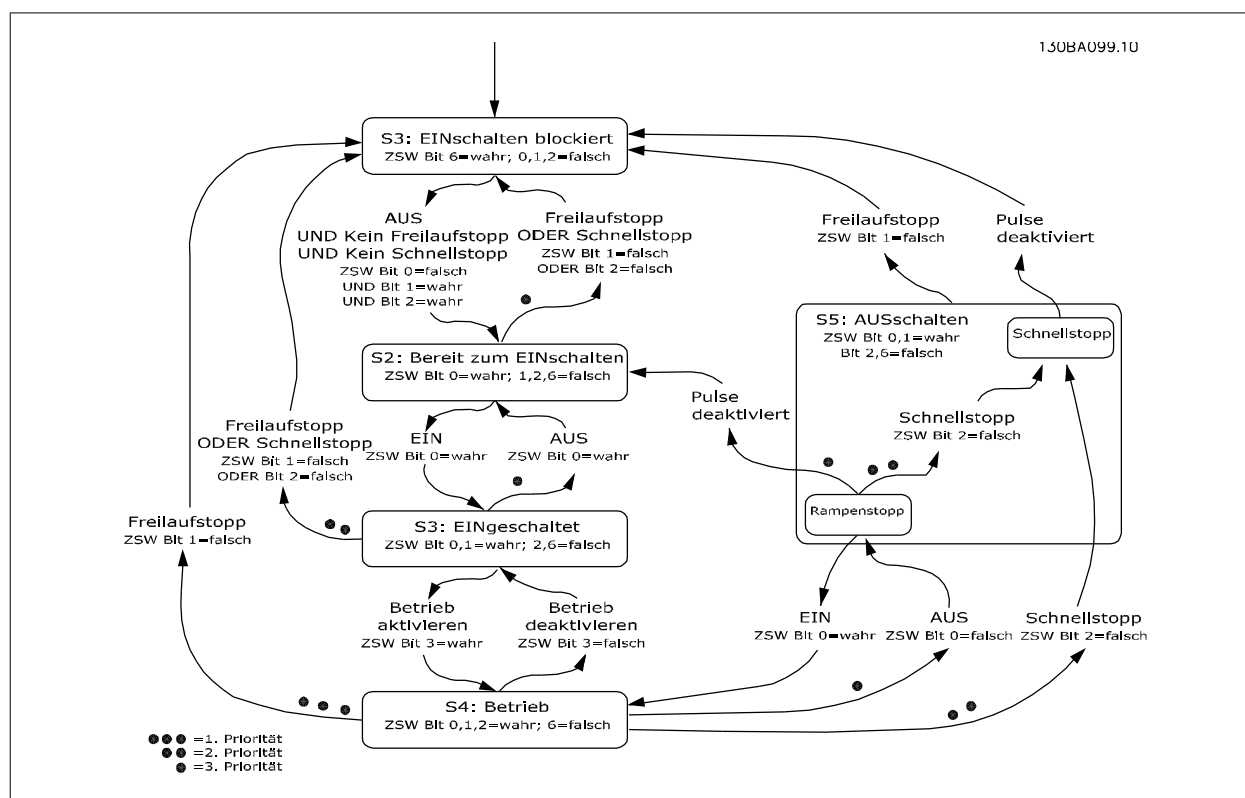 130BA099.10
S3: EINschalten blockiert
ZSW Bit 6=wahr; 0,1,2=falsch
AUS
UND Kein Freilaufstopp
UND Kein Schnellstopp
ZSW Bit 0=falsch
UND Bit 1=wahr
UND Bit 2=wahr
Freilaufstopp
ODER Schnellstopp
ZSW Bit 1=falsch
ODER Bit 2=falsch
Freilaufstopp
ZSW Bit 1=falsch
Pulse
deaktiviert
S5: AUSschalten
ZSW Bit 0,1=wahr
Bit 2,6=falsch
Schnellstopp
S2: Bereit zum EINschalten
ZSW Bit 0=wahr; 1,2,6=falsch
Pulse
deaktiviert
Schnellstopp
ZSW Bit 2=falsch
Freilaufstopp
ODER Schnellstopp
ZSW Bit 1=falsch
ODER Bit 2=falsch
EIN
ZSW Bit 0=wahr
AUS
ZSW Bit 0=wahr
Rampenstopp
S3: EINgeschaltet
ZSW Bit 0,1=wahr; 2,6=falsch
Freilaufstopp
ZSW Bit 1=falsch
Betrieb
aktivieren
ZSW Bit 3=wahr
Betrieb
deaktivieren
ZSW Bit 3=falsch
EIN
ZSW Bit 0=wahr
AUS
ZSW Bit 0=falsch
Schnellstopp
ZSW Bit 2=falsch
S4: Betrieb
ZSW Bit 0,1,2=wahr; 6=falsch
=1. Priorität
=2. Priorität
=3. Priorität